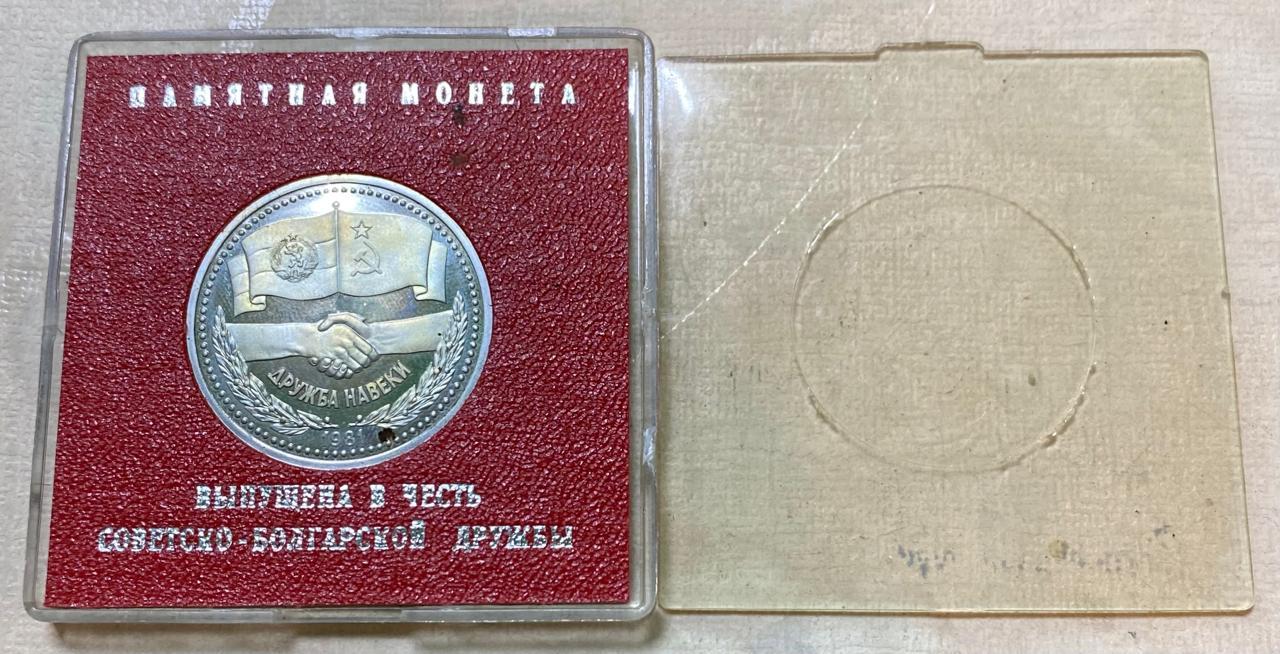 ПАМЯТНАЯ МОНЕТА
ДРУЖБА НАВЕКИ
1981
ВЫПУЩЕНА В ЧЕСТЬ
СОВЕТСКО-БОЛГАРСКОЙ ДРУЖБЫ